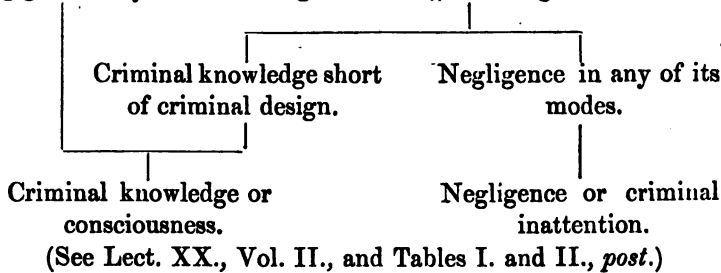 Criminal knowledge short Negligence in any of its
of criminal design. modes.
Criminal knowledge or Negligence or criminal
consciousness. inattention.
(See Lect. XX., Vol. II., and Tables I. and II., post.)